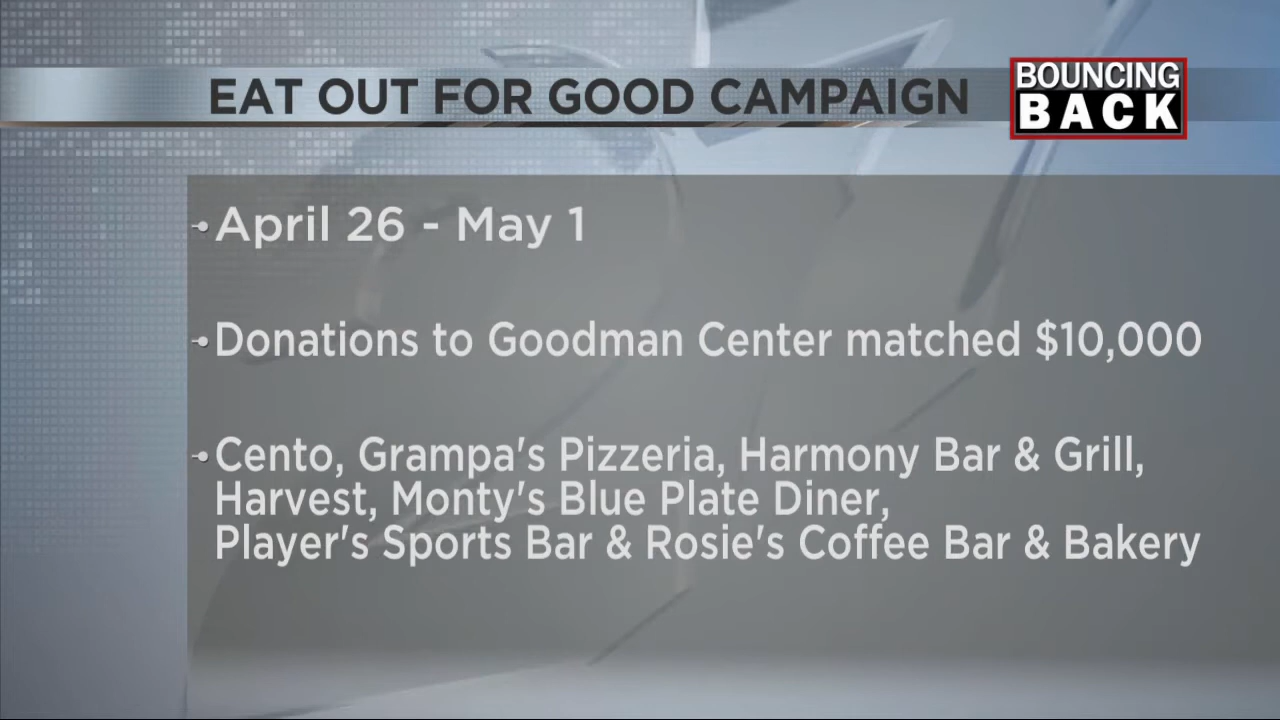 EAT OUT FOR GOOD CAMPAIGN
BOUNCING
BACK
April 26 - May 1
Donations to Goodman Center matched $10,000
Cento, Grampa's Pizzeria, Harmony Bar & Grill,
Harvest, Monty's Blue Plate Diner,
Player's Sports Bar & Rosie's Coffee Bar & Bakery